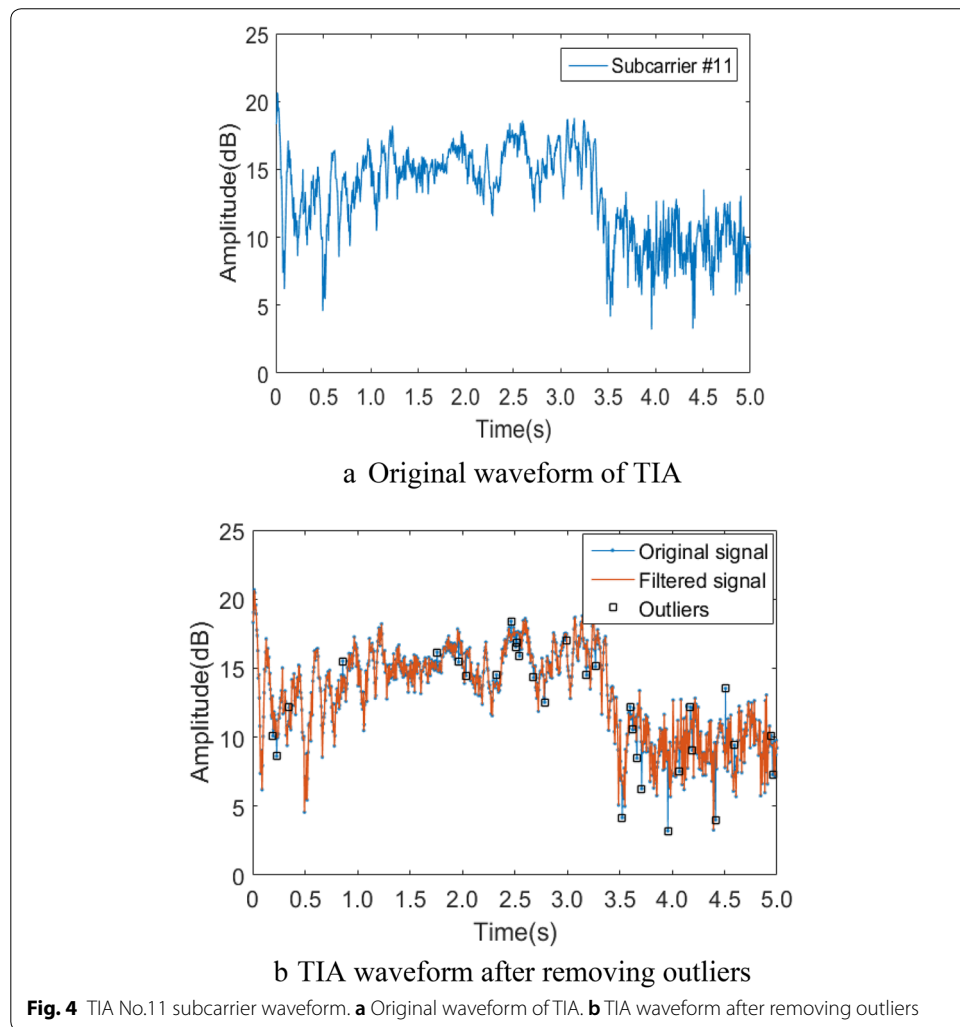 25
20
15
10
5
0
Amplitude(dB)
Subcarrier #11
0 0.5 1.0 1.5 2.0 2.5 3.0 3.5 4.0 4.5 5.0
Time(s)
a Original waveform of TIA
25
20
15
10
5
0
Amplitude(dB)
Original signal
Filtered signal
Outliers
0 0.5 1.0 1.5 2.0 2.5 3.0 3.5 4.0 4.5 5.0
Time(s)
b TIA waveform after removing outliers
Fig. 4 TIA No.11 subcarrier waveform. a Original waveform of TIA. b TIA waveform after removing outliers